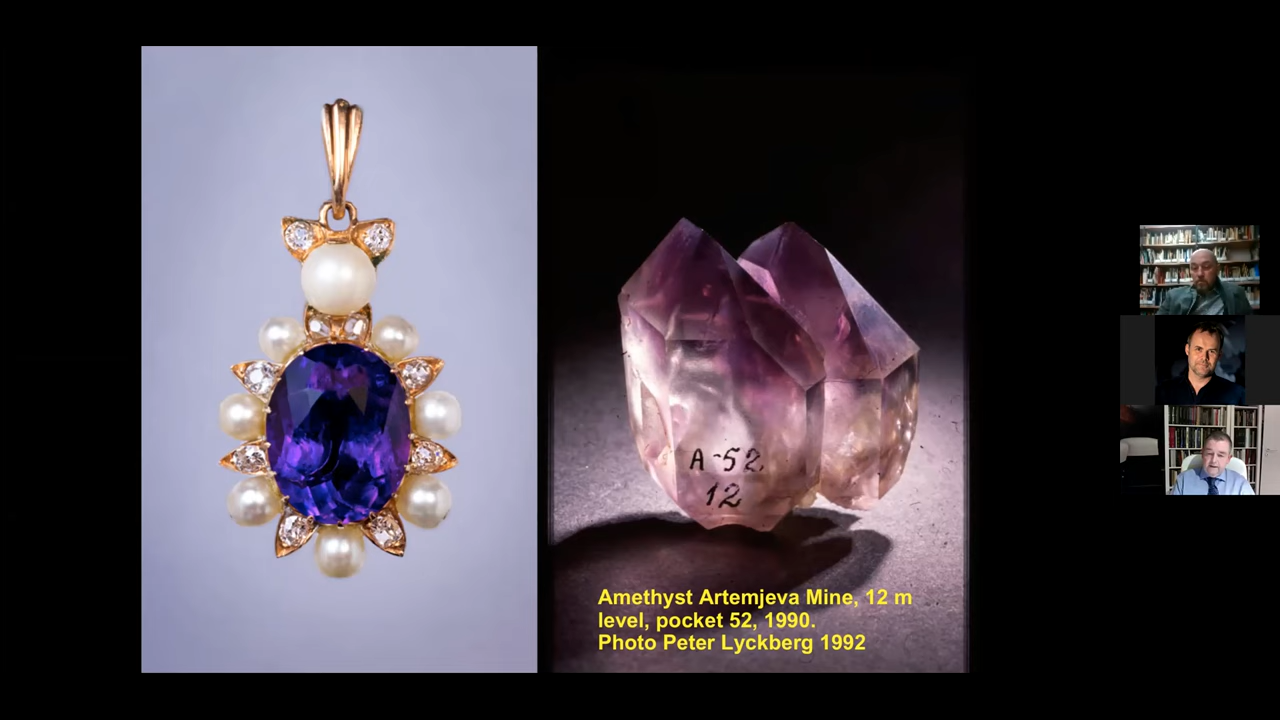 A-52
12
Amethyst Artemjeva Mine, 12 m
level, pocket 52, 1990.
Photo Peter Lyckberg 1992